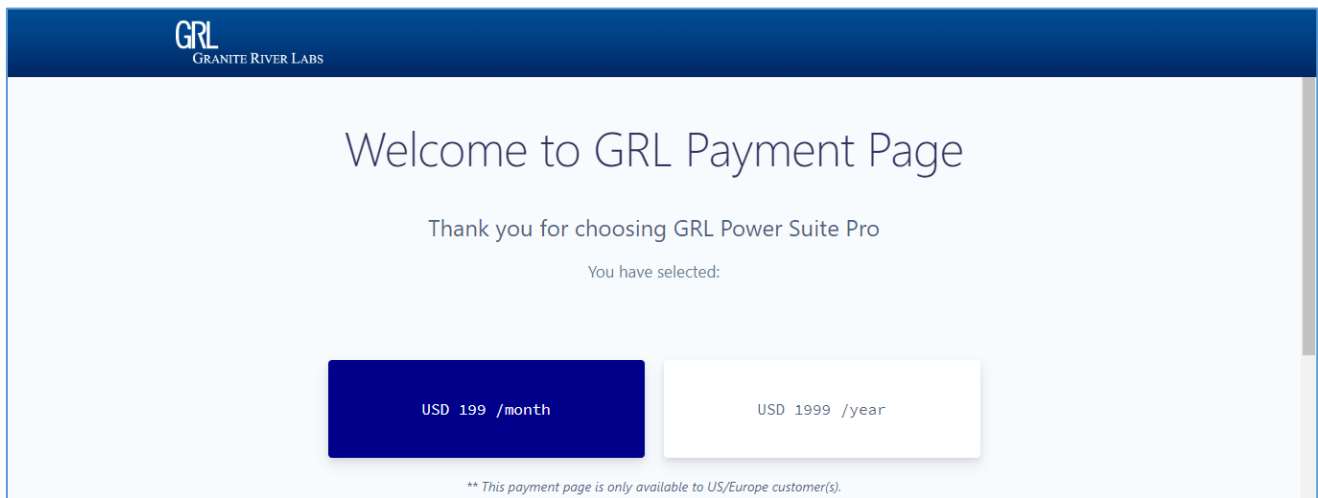 GRL
GRANITE RIVER LABS
Welcome to GRL Payment Page
Thank you for choosing GRL Power Suite Pro
You have selected:
USD 199 /month
USD 1999 /year
** This payment page is only available to US/Europe customer(s).